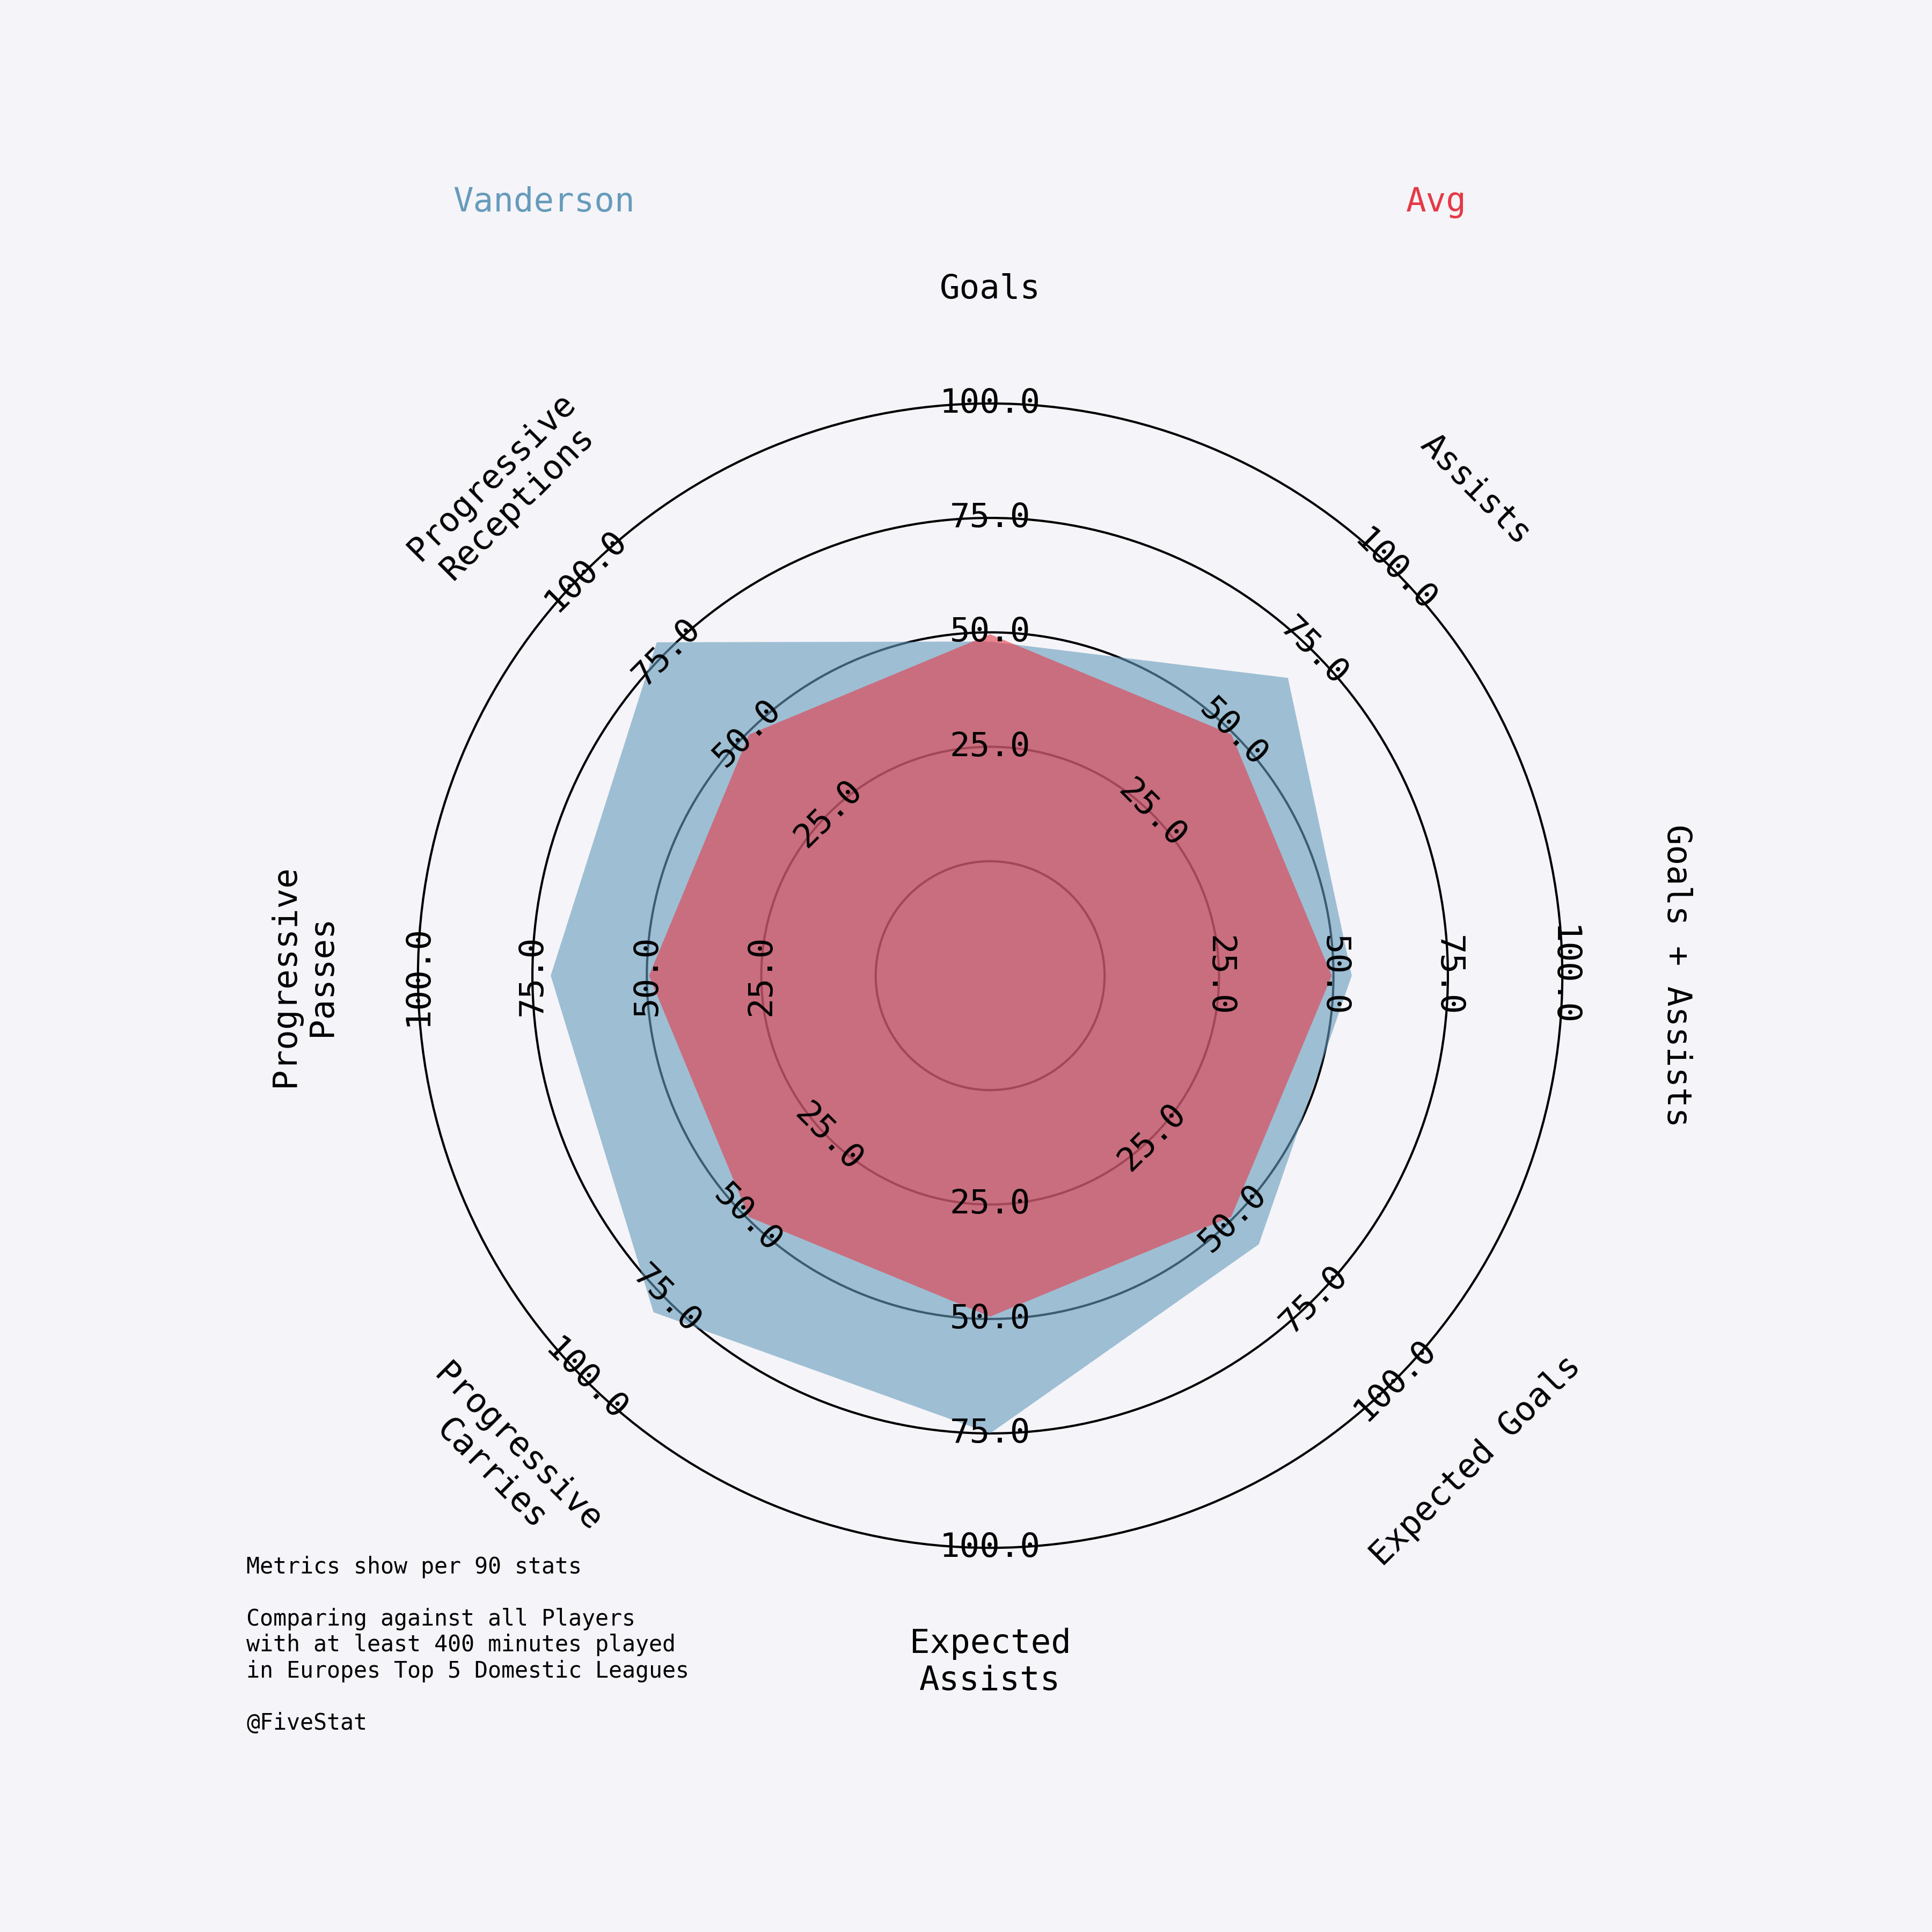 Vanderson
Avg
Goals
Assists
Goals + Assists
Expected Goals
Expected
Assists
Progressive
Carries
Progressive
Passes
Progressive
Receptions
25.0
50.0
75.0
100.0
25.0
50.0
75.0
100.0
25.0
50.0
75.0
100.0
25.0
50.0
75.0
100.0
25.0
50.0
75.0
100.0
25.0
50.0
75.0
100.0
25.0
50.0
75.0
100.0
25.0
50.0
75.0
100.0
Metrics show per 90 stats
Comparing against all Players
with at least 400 minutes played
in Europes Top 5 Domestic Leagues
@FiveStat